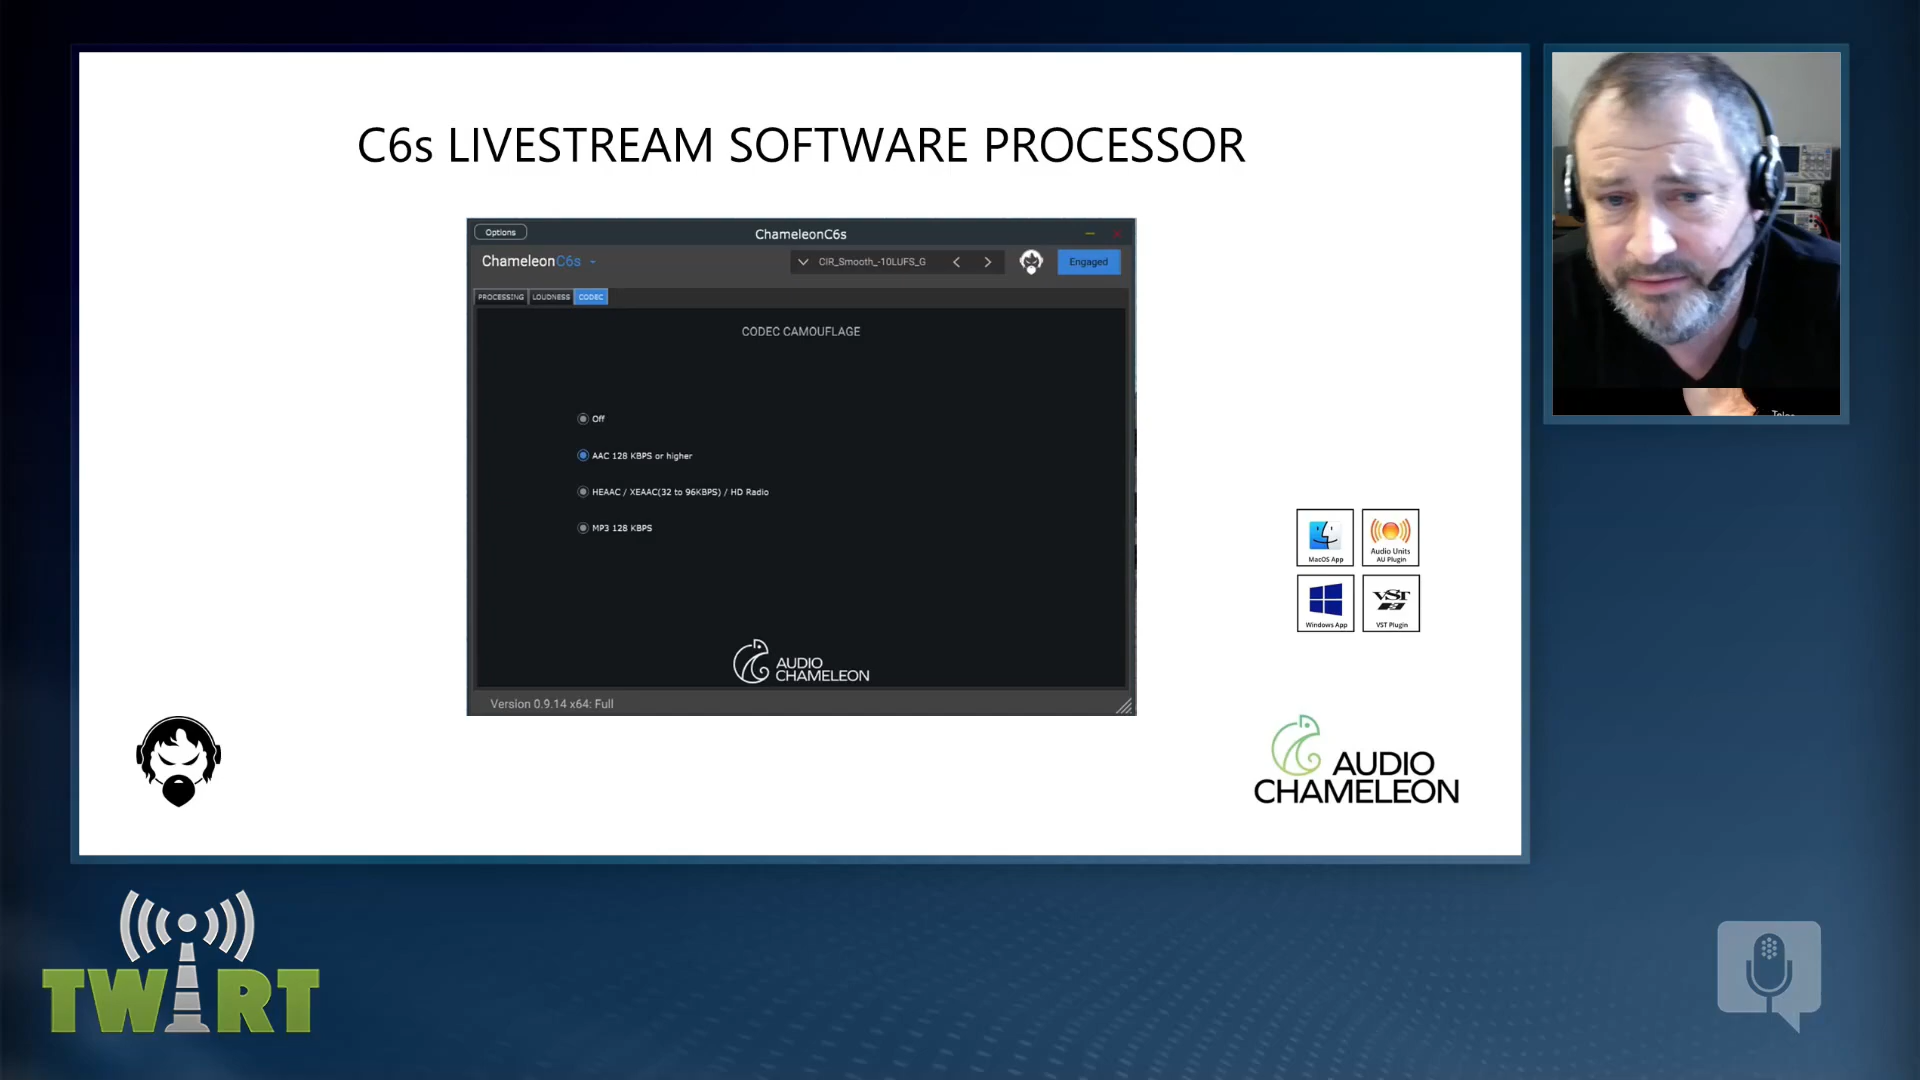 C6s LIVESTREAM SOFTWARE PROCESSOR
Options
ChameleonC6s
ChameleonC6s
CIR_Smooth_-10LUFS_G
Engaged
PROCESSING LOUDNESS CODEC
CODEC CAMOUFLAGE
Off
AAC 128 KBPS or higher
HEAAC / XEAAC(32 to 96KBPS) / HD Radio
MP3 128 KBPS
AUDIO
CHAMELEON
Version 0.9.14 x64: Full
MacOS App
Audio Units
AU Plugin
Windows App
VST
VST Plugin
AUDIO
CHAMELEON
TWIRT